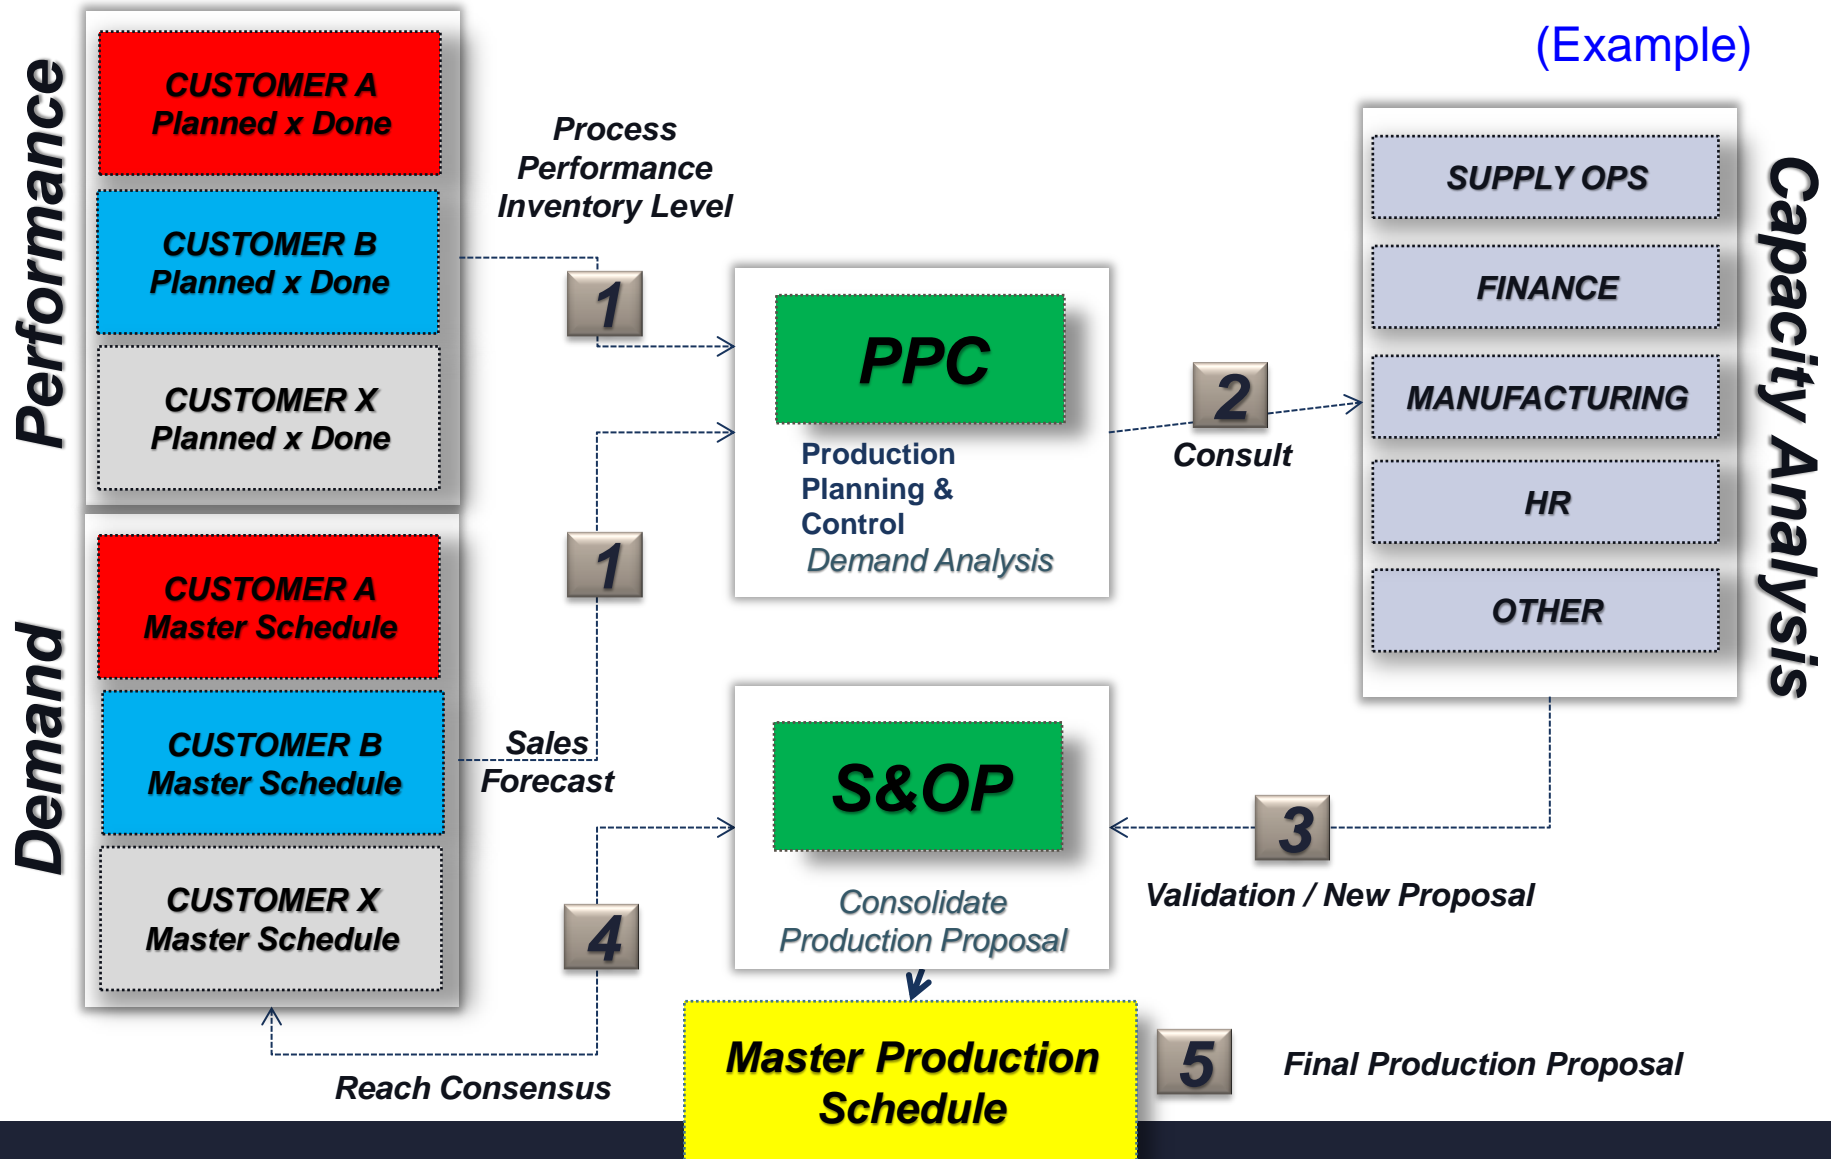 (Example)
Performance
CUSTOMER A
Planned x Done
CUSTOMER B
Planned x Done
CUSTOMER X
Planned x Done
Demand
CUSTOMER A
Master Schedule
CUSTOMER B
Master Schedule
CUSTOMER X
Master Schedule
Process
Performance
Inventory Level
1
1
Sales
Forecast
PPC
Production
Planning &
Control
Demand Analysis
2
Consult
SUPPLY OPS
FINANCE
MANUFACTURING
HR
OTHER
Capacity Analysis
S&OP
Consolidate
Production Proposal
3
Validation / New Proposal
4
Reach Consensus
Master Production
Schedule
5
Final Production Proposal